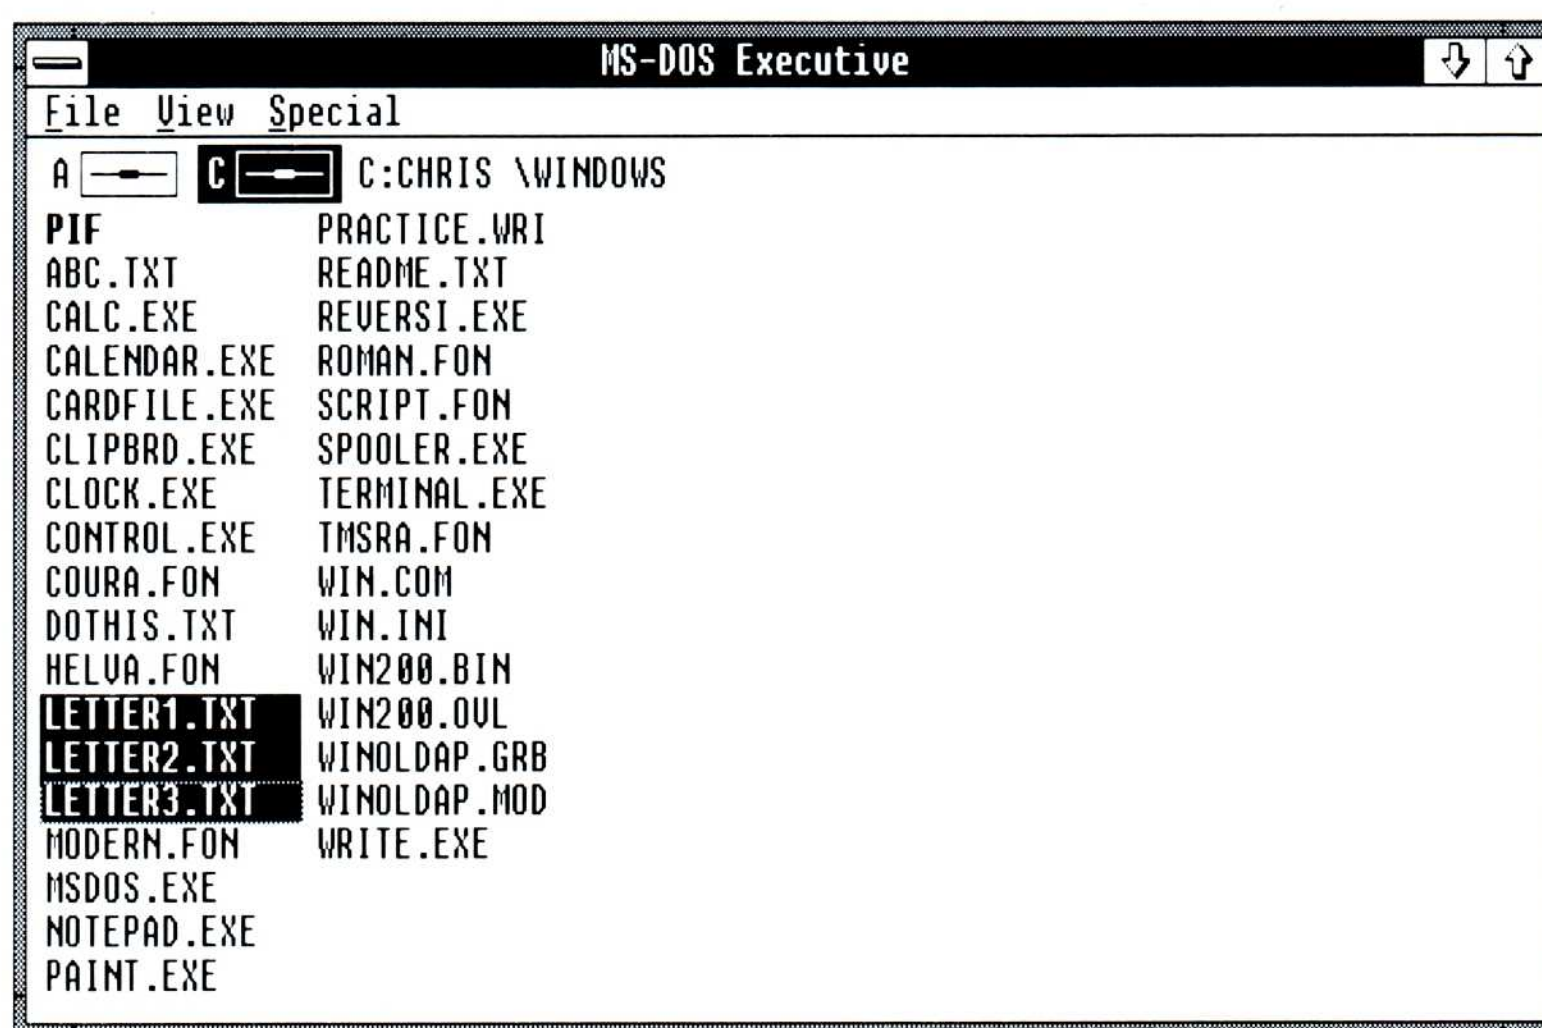 MS-DOS Executive
File View Special
A C C:CHRIS \WINDOWS
PIF
ABC.TXT
CALC.EXE
CALENDAR.EXE
CARDFILE.EXE
CLIPBRD.EXE
CLOCK.EXE
CONTROL.EXE
COURA.FON
DOTHIS.TXT
HELVA.FON
LETTER1.TXT
LETTER2.TXT
LETTER3.TXT
MODERN.FON
MSDOS.EXE
NOTEPAD.EXE
PAINT.EXE
PRACTICE.WRI
README.TXT
REVERSI.EXE
ROMAN.FON
SCRIPT.FON
SPOOLER.EXE
TERMINAL.EXE
TMSRA.FON
WIN.COM
WIN.INI
WIN200.BIN
WIN200.OVL
WINOLDAP.GRB
WINOLDAP.MOD
WRITE.EXE